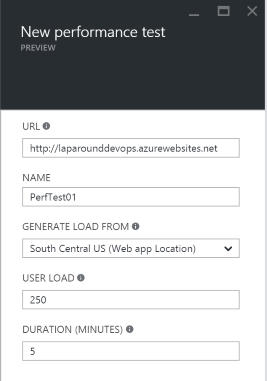 New performance test
PREVIEW
URL
http://laparounddevops.azurewebsites.net
NAME
PerfTest01
GENERATE LOAD FROM
South Central US (Web app Location)
USER LOAD
250
DURATION (MINUTES)
5